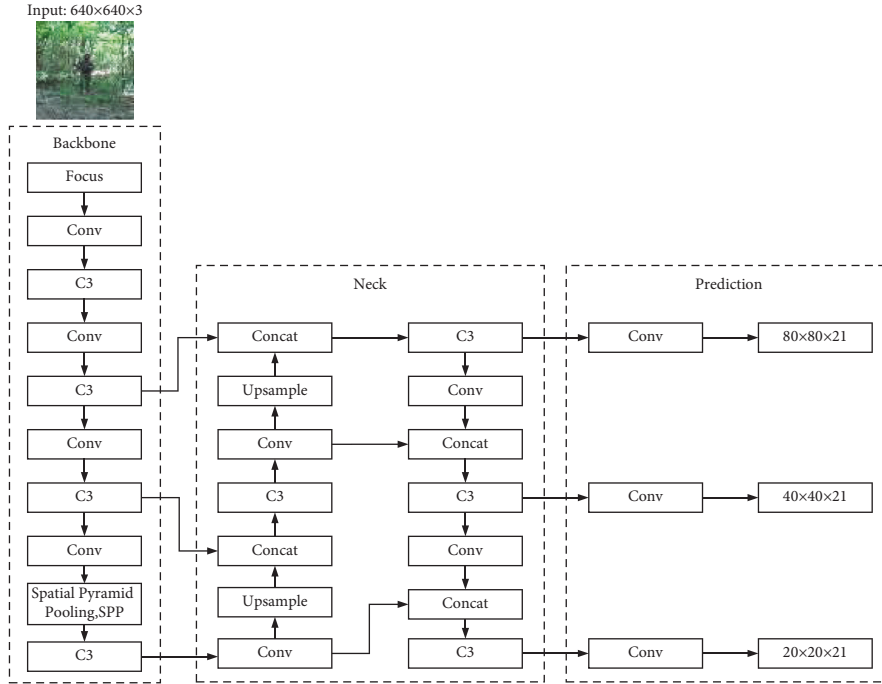 Input: 640×640×3
Backbone
Focus
Conv
C3
Conv
C3
Conv
C3
Conv
Spatial Pyramid
Pooling,SPP
C3
Neck
Concat
Upsample
Conv
C3
Concat
Upsample
Conv
C3
Conv
Concat
C3
Conv
Concat
C3
Prediction
Conv
80×80×21
Conv
40×40×21
Conv
20×20×21